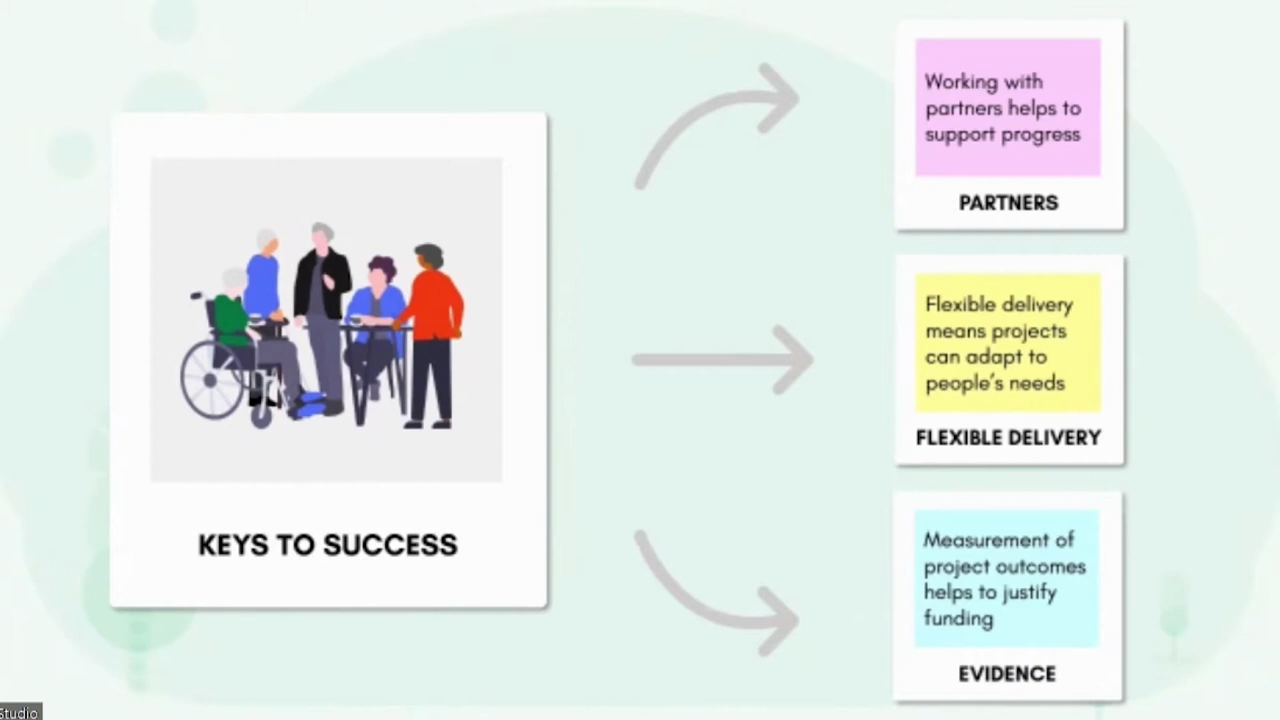 KEYS TO SUCCESS
Working with
partners helps to
support progress
PARTNERS
Flexible delivery
means projects
can adapt to
people's needs
FLEXIBLE DELIVERY
Measurement of
project outcomes
helps to justify
funding
EVIDENCE
Studio